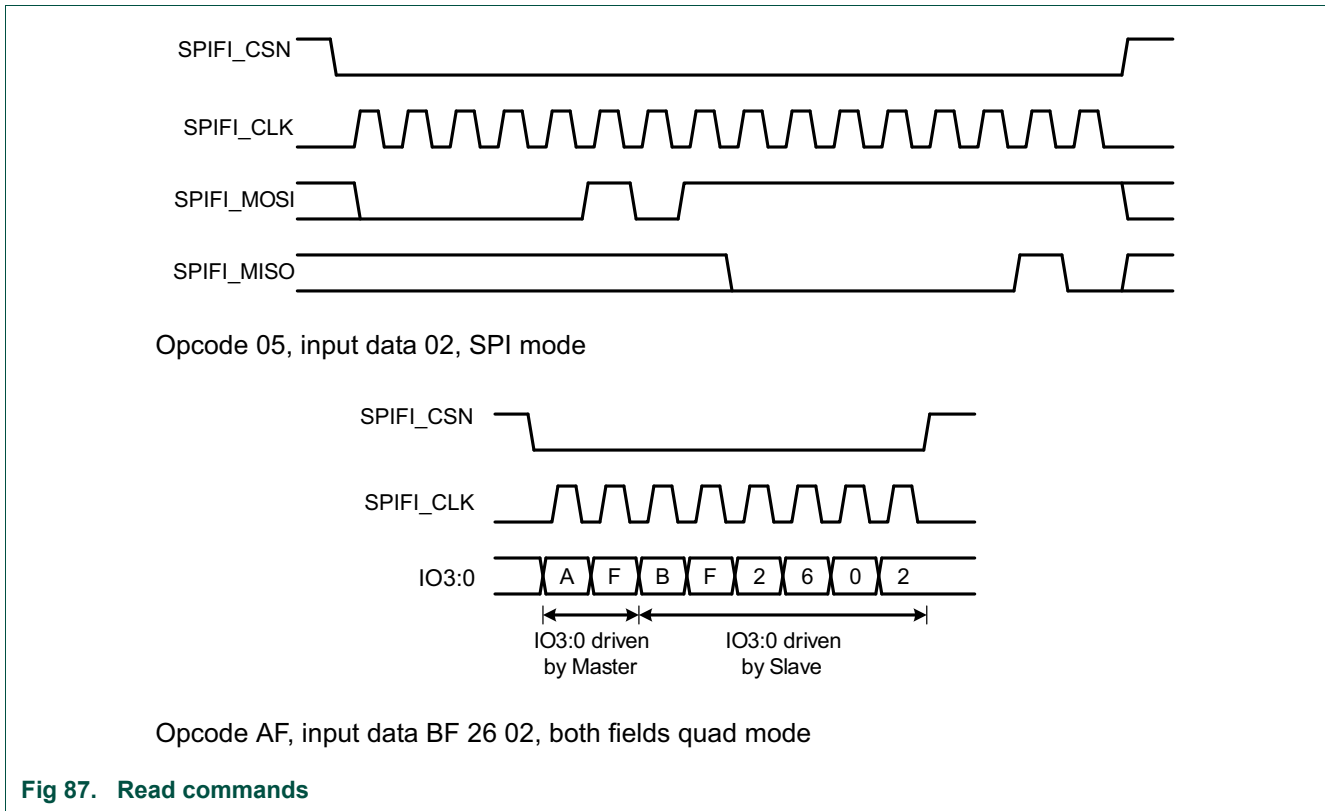 SPIFI_CSN
SPIFI_CLK
SPIFI_MOSI
SPIFI_MISO
Opcode 05, input data 02, SPI mode
SPIFI_CSN
SPIFI_CLK
IO3:0 A F B F 2 6 0 2
IO3:0 driven by Master
IO3:0 driven by Slave
Opcode AF, input data BF 26 02, both fields quad mode
Fig 87. Read commands